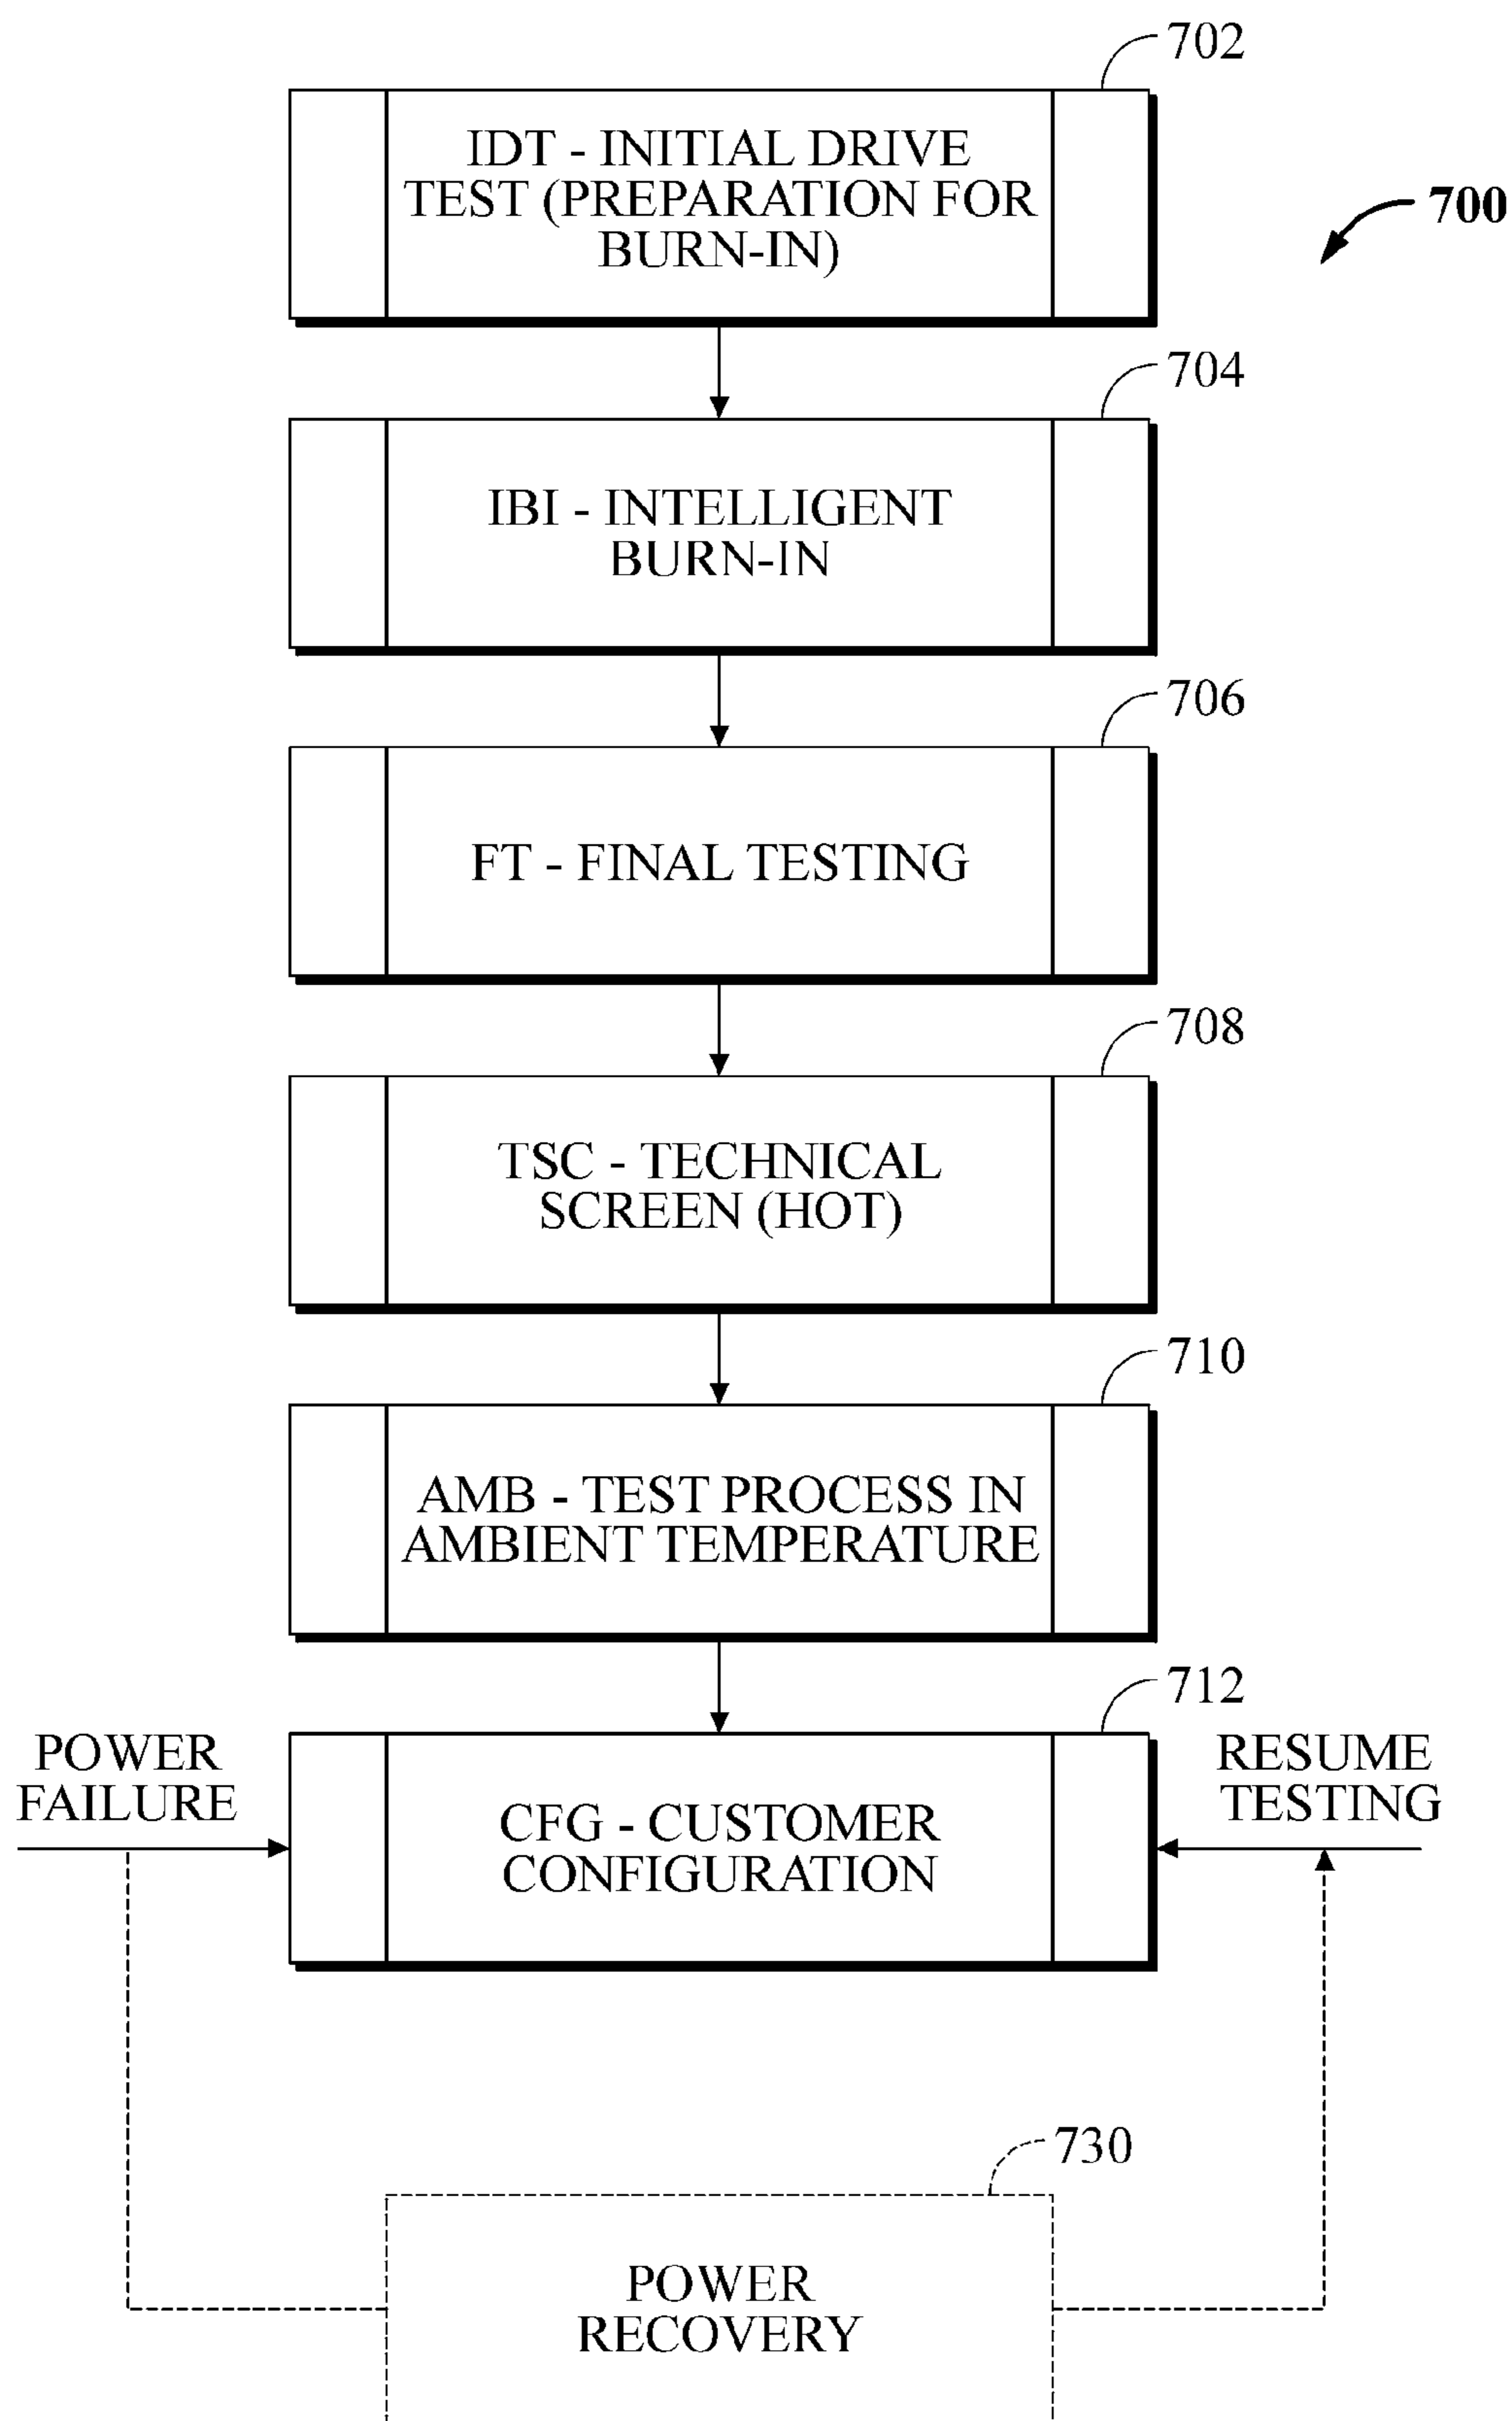 702
IDT - INITIAL DRIVE
TEST (PREPARATION FOR
BURN-IN)
700
704
IBI - INTELLIGENT
BURN-IN
706
FT - FINAL TESTING
708
TSC - TECHNICAL
SCREEN (HOT)
710
AMB - TEST PROCESS IN
AMBIENT TEMPERATURE
712
POWER
FAILURE
CFG - CUSTOMER
CONFIGURATION
RESUME
TESTING
730
POWER
RECOVERY